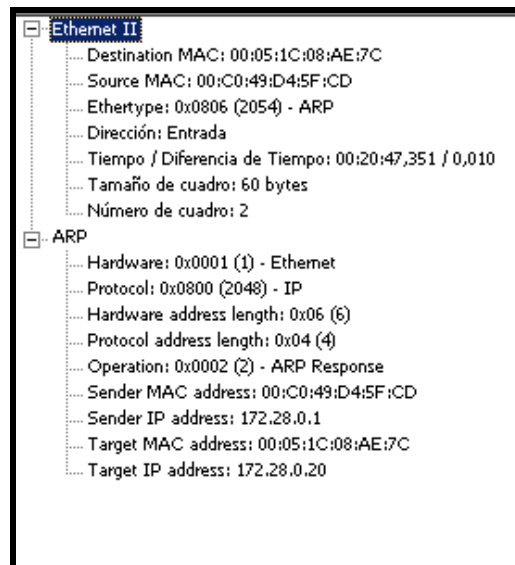 Ethernet II
Destination MAC: 00:05:1C:08:AE:7C
Source MAC: 00:C0:49:D4:5F:CD
Ethertype: 0x0806 (2054) - ARP
Dirección: Entrada
Tiempo / Diferencia de Tiempo: 00:20:47,351 / 0,010
Tamaño de cuadro: 60 bytes
Número de cuadro: 2
ARP
Hardware: 0x0001 (1) - Ethernet
Protocol: 0x0800 (2048) - IP
Hardware address length: 0x06 (6)
Protocol address length: 0x04 (4)
Operation: 0x0002 (2) - ARP Response
Sender MAC address: 00:C0:49:D4:5F:CD
Sender IP address: 172.28.0.1
Target MAC address: 00:05:1C:08:AE:7C
Target IP address: 172.28.0.20